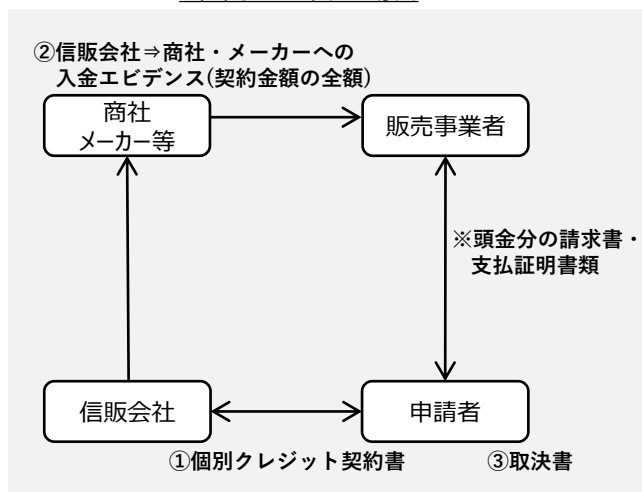 ②信販会社⇒商社・メーカーへの
入金エビデンス(契約金額の全額)
商社
メーカー等
販売事業者
※頭金分の請求書・
支払証明書類
信販会社
申請者
①個別クレジット契約書
③取決書